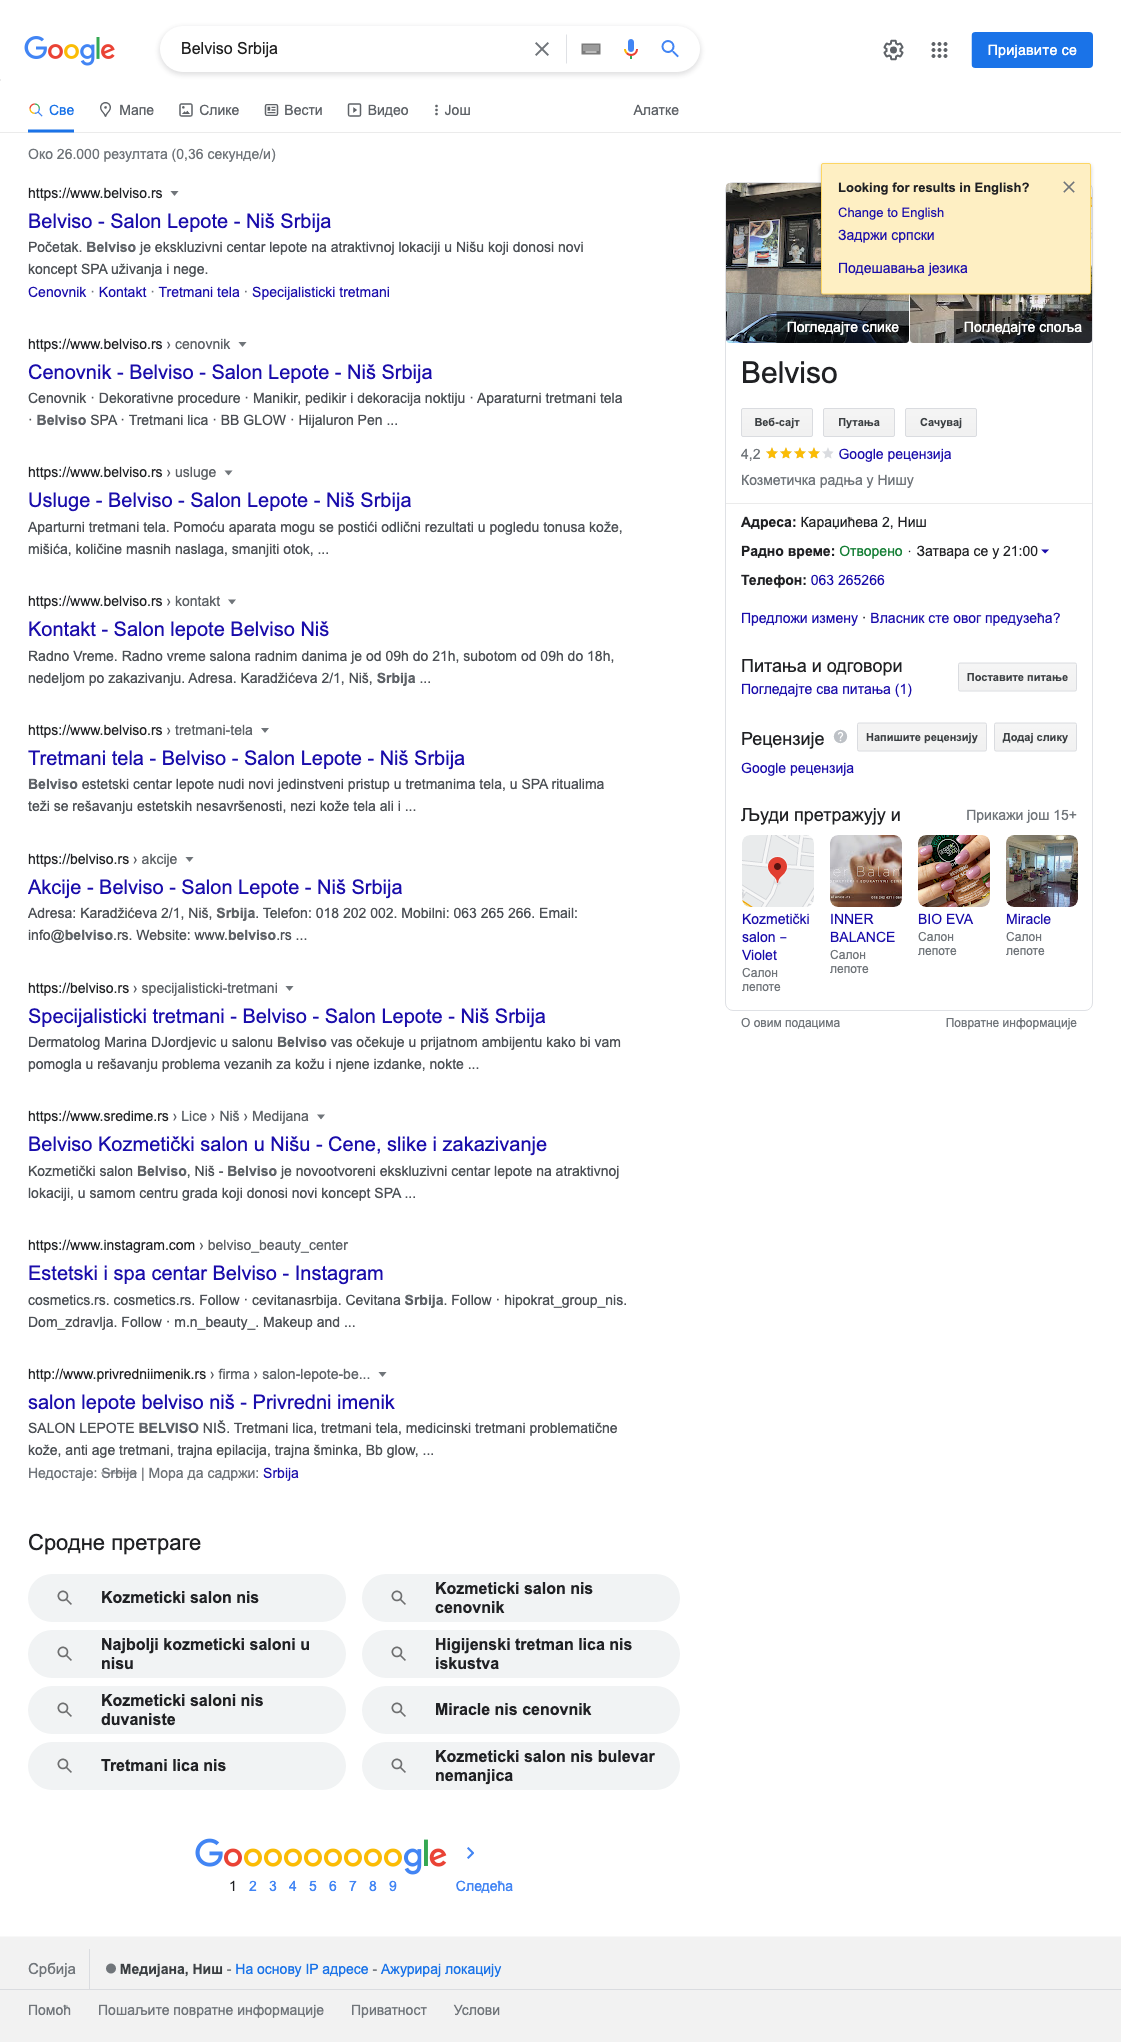 Google
Belviso Srbija
Пријавите се
Све
Мапе
Слике
Вести
Видео
Још
Алатке
Око 26.000 резултата (0,36 секунде/и)
https://www.belviso.rs
Belviso - Salon Lepote - Niš Srbija
Početak. Belviso je ekskluzivni centar lepote na atraktivnoj lokaciji u Nišu koji donosi novi
koncept SPA uživanja i nege.
Cenovnik · Kontakt · Tretmani tela · Specijalisticki tretmani
https://www.belviso.rs › cenovnik
Cenovnik - Belviso - Salon Lepote - Niš Srbija
Cenovnik · Dekorativne procedure · Manikir, pedikir i dekoracija noktiju · Aparaturni tretmani tela
· Belviso SPA · Tretmani lica · BB GLOW · Hijaluron Pen ...
https://www.belviso.rs › usluge
Usluge - Belviso - Salon Lepote - Niš Srbija
Aparturni tretmani tela. Pomoću aparata mogu se postići odlični rezultati u pogledu tonusa kože,
mišića, količine masnih naslaga, smanjiti otok, ...
https://www.belviso.rs › kontakt
Kontakt - Salon lepote Belviso Niš
Radno Vreme. Radno vreme salona radnim danima je od 09h do 21h, subotom od 09h do 18h,
nedeljom po zakazivanju. Adresa. Karadžićeva 2/1, Niš, Srbija ...
https://www.belviso.rs › tretmani-tela
Tretmani tela - Belviso - Salon Lepote - Niš Srbija
Belviso estetski centar lepote nudi novi jedinstveni pristup u tretmanima tela, u SPA ritualima
teži se rešavanju estetskih nesavršenosti, nezi kože tela ali i ...
https://belviso.rs › akcije
Akcije - Belviso - Salon Lepote - Niš Srbija
Adresa: Karadžićeva 2/1, Niš, Srbija. Telefon: 018 202 002. Mobilni: 063 265 266. Email:
info@belviso.rs. Website: www.belviso.rs ...
https://belviso.rs › specijalisticki-tretmani
Specijalisticki tretmani - Belviso - Salon Lepote - Niš Srbija
Dermatolog Marina DJordjevic u salonu Belviso vas očekuje u prijatnom ambijentu kako bi vam
pomogla u rešavanju problema vezanih za kožu i njene izdanke, nokte ...
https://www.sredime.rs › Lice › Niš › Medijana
Belviso Kozmetički salon u Nišu - Cene, slike i zakazivanje
Kozmetički salon Belviso, Niš - Belviso je novootvoreni ekskluzivni centar lepote na atraktivnoj
lokaciji, u samom centru grada koji donosi novi koncept SPA ...
https://www.instagram.com › belviso_beauty_center
Estetski i spa centar Belviso - Instagram
cosmetics.rs. cosmetics.rs. Follow · cevitanasrbija. Cevitana Srbija. Follow · hipokrat_group_nis.
Dom_zdravlja. Follow · m.n_beauty_. Makeup and ...
http://www.privredniimenik.rs › firma › salon-lepote-be...
salon lepote belviso niš - Privredni imenik
SALON LEPOTE BELVISO NIŠ. Tretmani lica, tretmani tela, medicinski tretmani problematične
kože, anti age tretmani, trajna epilacija, trajna šminka, Bb glow, ...
Недостаје: Srbija | Мора да садржи: Srbija
Looking for results in English?
Change to English
Задржи српски
Подешавања језика
Погледајте слике
Погледајте споља
Belviso
Веб-сајт
Путања
Сачувај
4,2 Google рецензија
Козметичка радња у Нишу
Адреса: Карацићева 2, Ниш
Радно време: Отворено · Затвара се у 21:00
Телефон: 063 265266
Предложи измену · Власник сте овог предузећа?
Питања и одговори
Погледајте сва питања (1)
Поставите питање
Рецензије
Напишите рецензију
Додај слику
Google рецензија
Људи претражују и
Прикажи још 15+
Kozmetički
salon –
Violet
Салон
лепоте
INNER
BALANCE
Салон
лепоте
BIO EVA
Салон
лепоте
Miracle
Салон
лепоте
О овим подацима
Повратне информације
Сродне претраге
Kozmeticki salon nis
Kozmeticki salon nis
cenovnik
Najbolji kozmeticki saloni u
nisu
Higijenski tretman lica nis
iskustva
Kozmeticki saloni nis
duvaniste
Miracle nis cenovnik
Tretmani lica nis
Kozmeticki salon nis bulevar
nemanjica
Goooooooooogle
1 2 3 4 5 6 7 8 9
Следећа
Србија
Медијана, Ниш - На основу IP адресе - Ажурирај локацију
Помоћ
Пошаљите повратне информације
Приватност
Услови